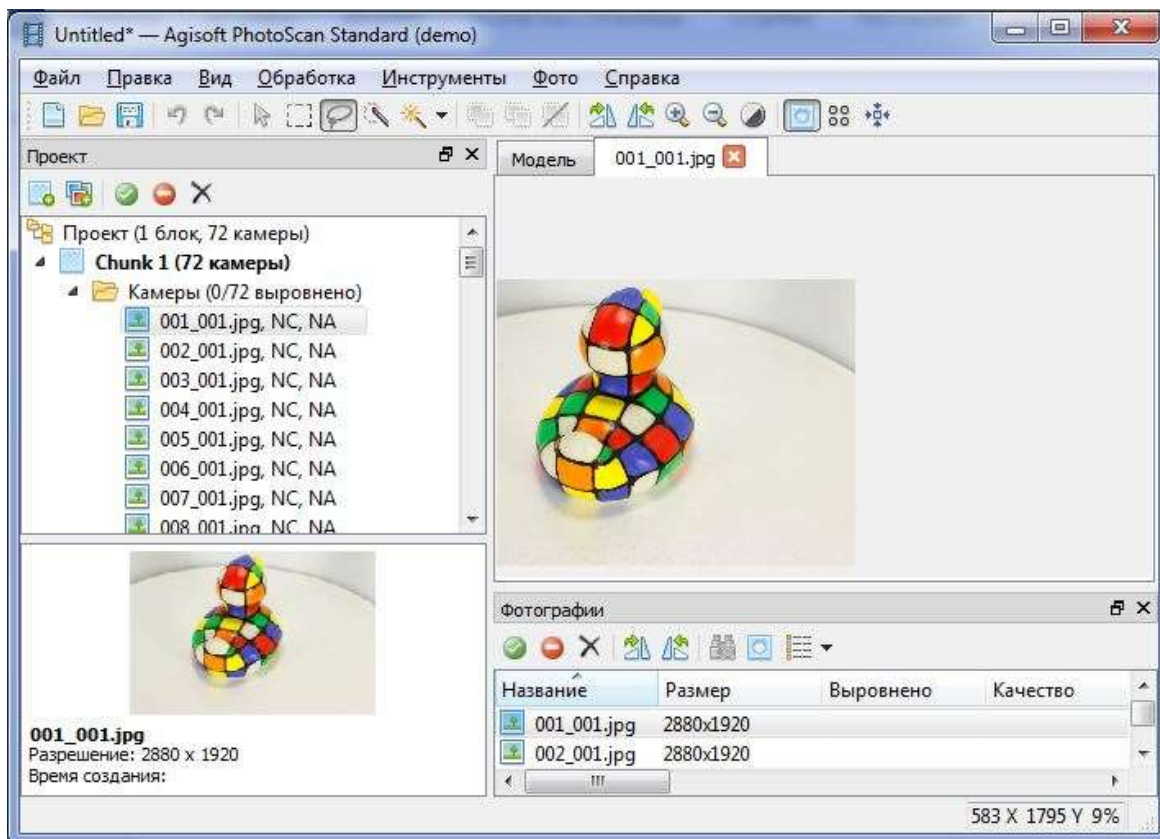 Untitled* — Agisoft PhotoScan Standard (demo)
Файл Правка Вид Обработка Инструменты Фото Справка
Проект
Проект (1 блок, 72 камеры)
Chunk 1 (72 камеры)
Камеры (0/72 выровнено)
001_001.jpg, NC, NA
002_001.jpg, NC, NA
003_001.jpg, NC, NA
004_001.jpg, NC, NA
005_001.jpg, NC, NA
006_001.jpg, NC, NA
007_001.jpg, NC, NA
008_001.jpg, NC, NA
001_001.jpg
Разрешение: 2880 x 1920
Время создания:
Модель 001_001.jpg
Фотографии
Название Размер Выровнено Качество
001_001.jpg 2880x1920
002_001.jpg 2880x1920
583 X 1795 Y 9%